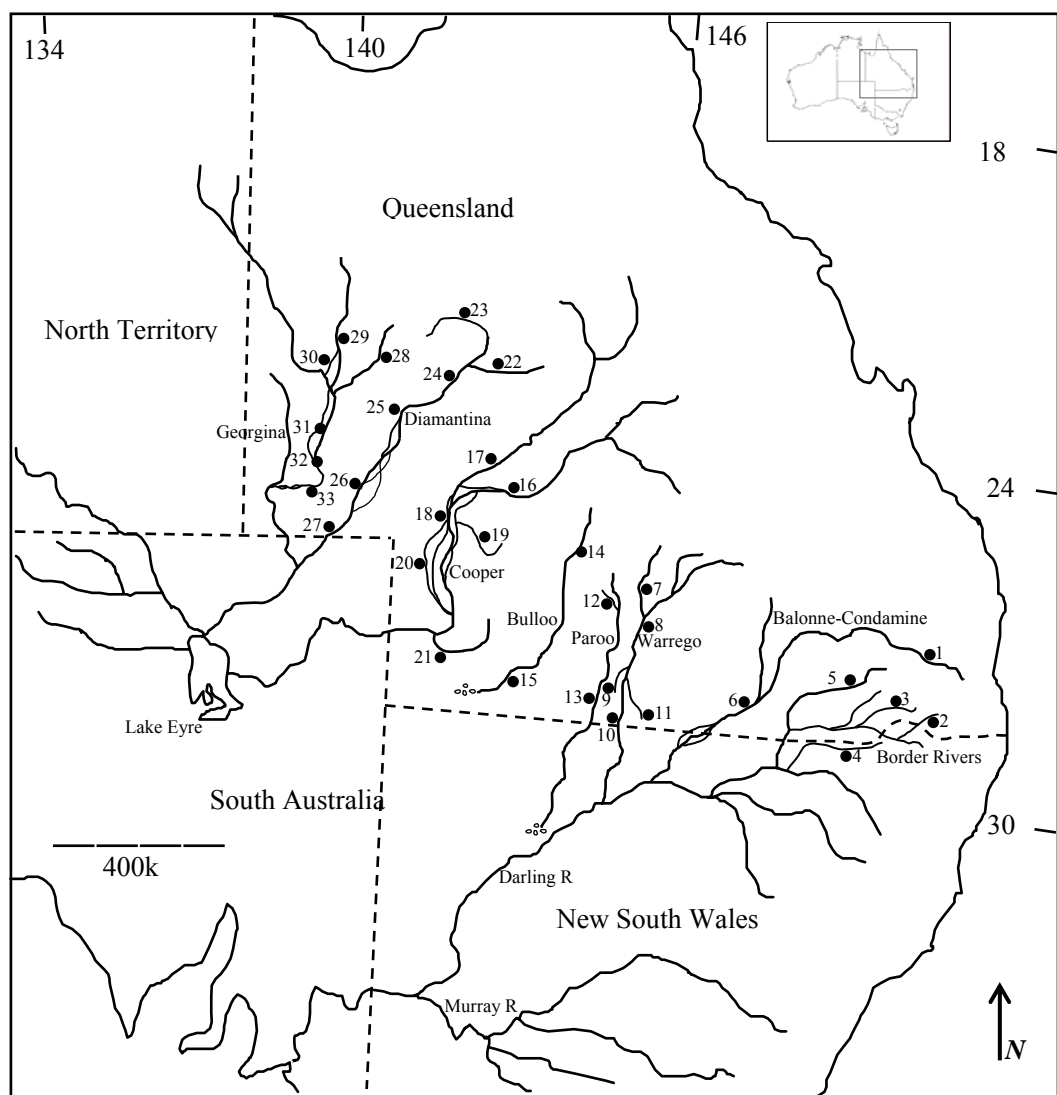 134
140
146
18
Queensland
23
North Territory
29
30
28
22
24
25
Georgina
31
Diamantina
32
17
26
16
24
33
18
27
19
14
20
Cooper
7
12
Bulloo
8
Balonne-Condamine
Paroo
Warrego
1
21
5
15
9
6
3
13
11
2
Lake Eyre
10
4
Border Rivers
South Australia
30
400k
Darling R
New South Wales
Murray R
N